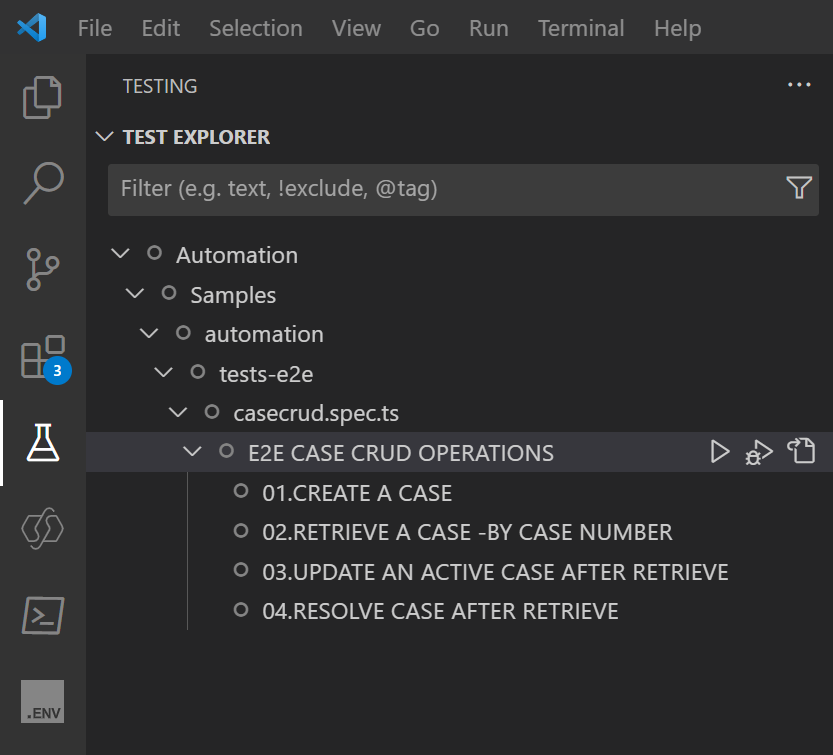 File Edit Selection View Go Run Terminal Help
TESTING
TEST EXPLORER
Filter (e.g. text, !exclude, @tag)
Automation
Samples
automation
tests-e2e
3
casecrud.spec.ts
E2E CASE CRUD OPERATIONS
01.CREATE A CASE
02.RETRIEVE A CASE -BY CASE NUMBER
03.UPDATE AN ACTIVE CASE AFTER RETRIEVE
04.RESOLVE CASE AFTER RETRIEVE
.ENV